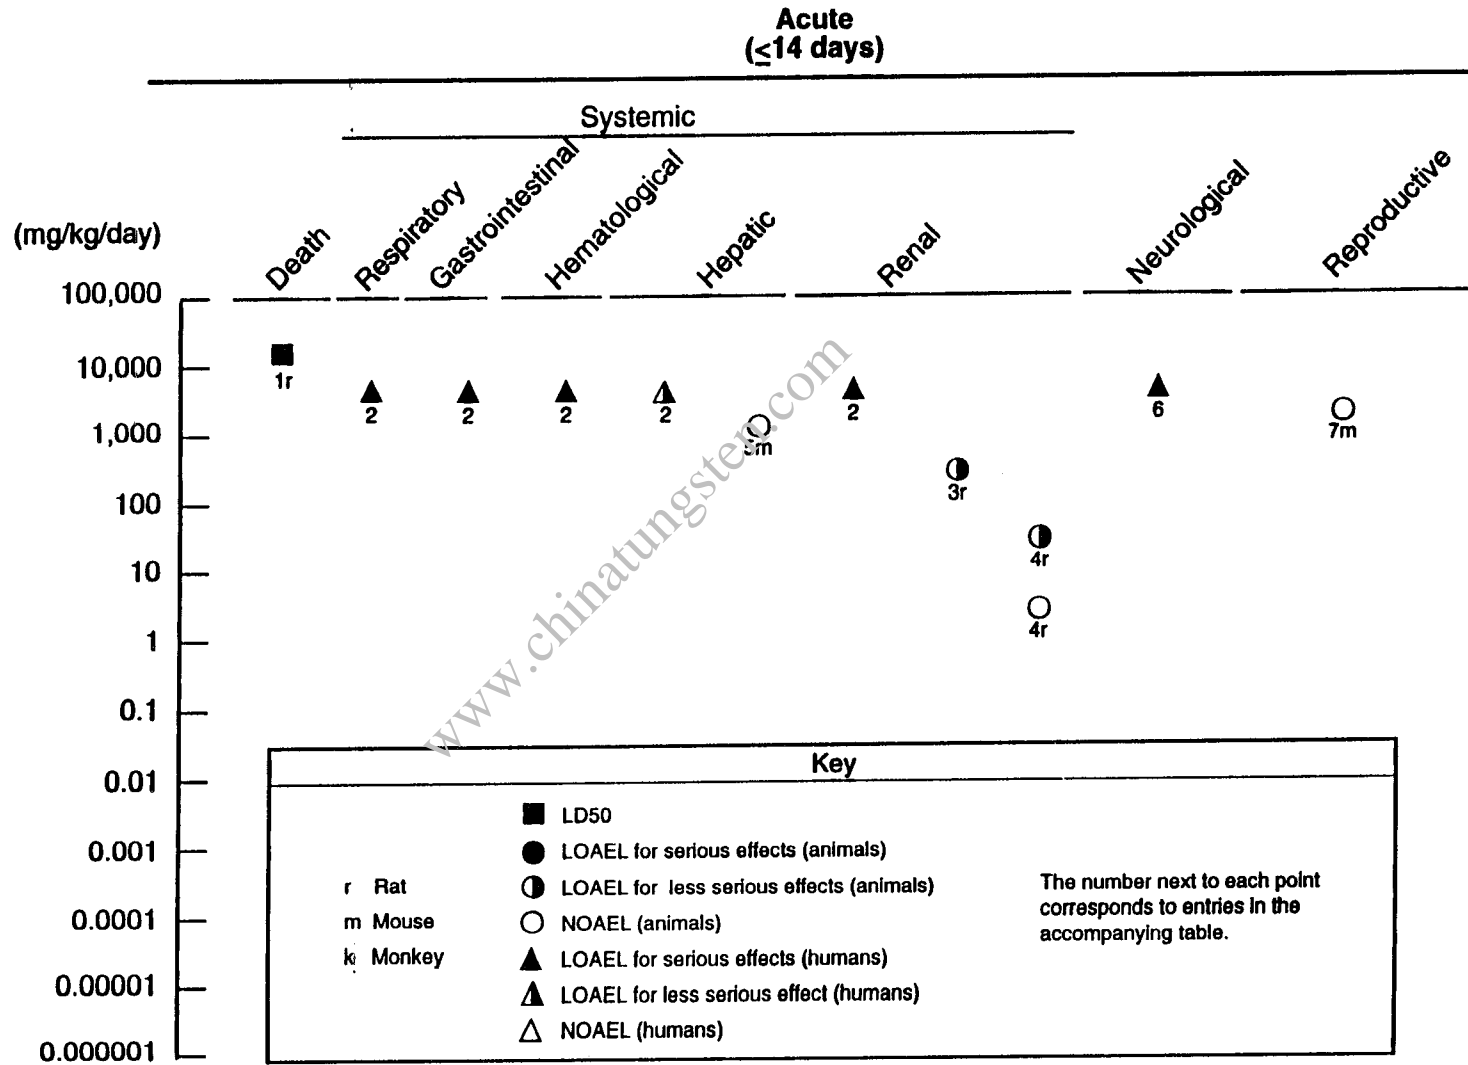 Acute
(≤14 days)
Systemic
(mg/kg/day)
Death
Respiratory
Gastrointestinal
Hematological
Hepatic
Renal
Neurological
Reproductive
100,000
10,000
1,000
100
10
1
0.1
0.01
0.001
0.0001
0.00001
0.000001
1r
2
2
2
2
2
6
7m
3r
4r
4r
www.chinatungsten.com
Key
LD50
LOAEL for serious effects (animals)
r Rat
LOAEL for less serious effects (animals)
m Mouse
NOAEL (animals)
k Monkey
LOAEL for serious effects (humans)
LOAEL for less serious effect (humans)
NOAEL (humans)
The number next to each point
corresponds to entries in the
accompanying table.